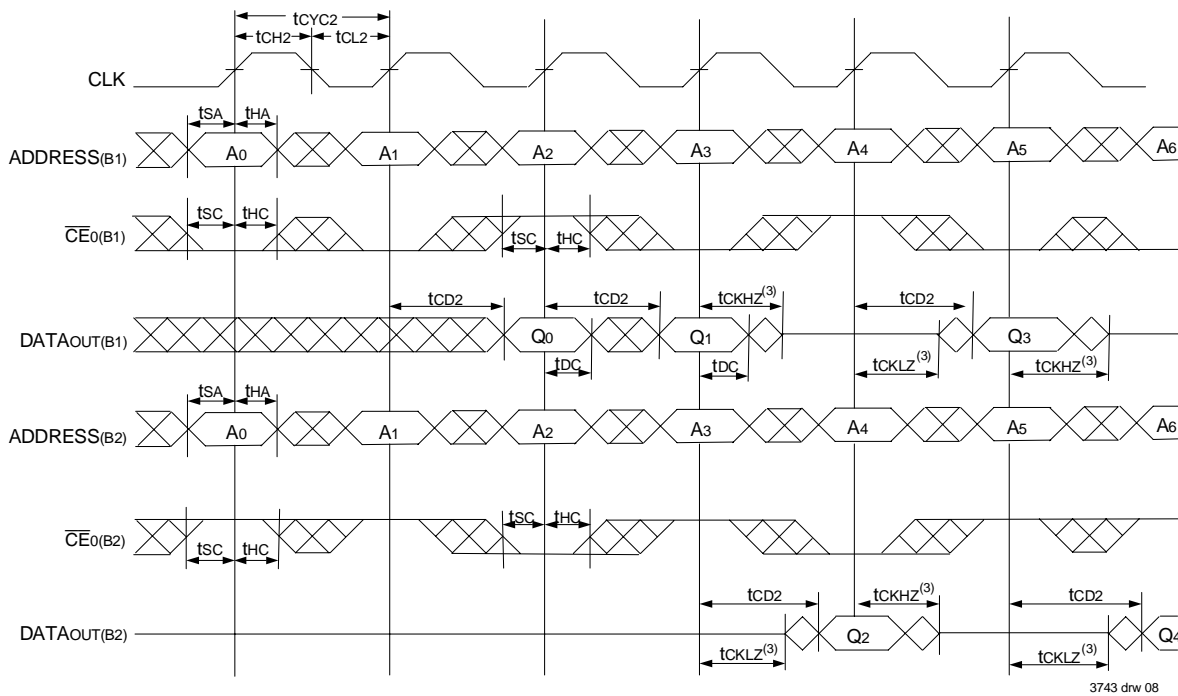 tCYC2
tCH2 tCL2
CLK
tSA tHA
ADDRESS(B1) A0 A1 A2 A3 A4 A5 A6
tSC tHC
CE0(B1)
tSC tHC
tCD2 tCD2 tCKHZ(3) tCD2
DATAOUT(B1) Q0 Q1 Q3
tDC tDC tCKLZ(3) tCKHZ(3)
tSA tHA
ADDRESS(B2) A0 A1 A2 A3 A4 A5 A6
tSC tHC
CE0(B2)
tSC tHC
tCD2 tCKHZ(3) tCD2
DATAOUT(B2) Q2 Q4
tCKLZ(3) tCKLZ(3)
3743 drw 08